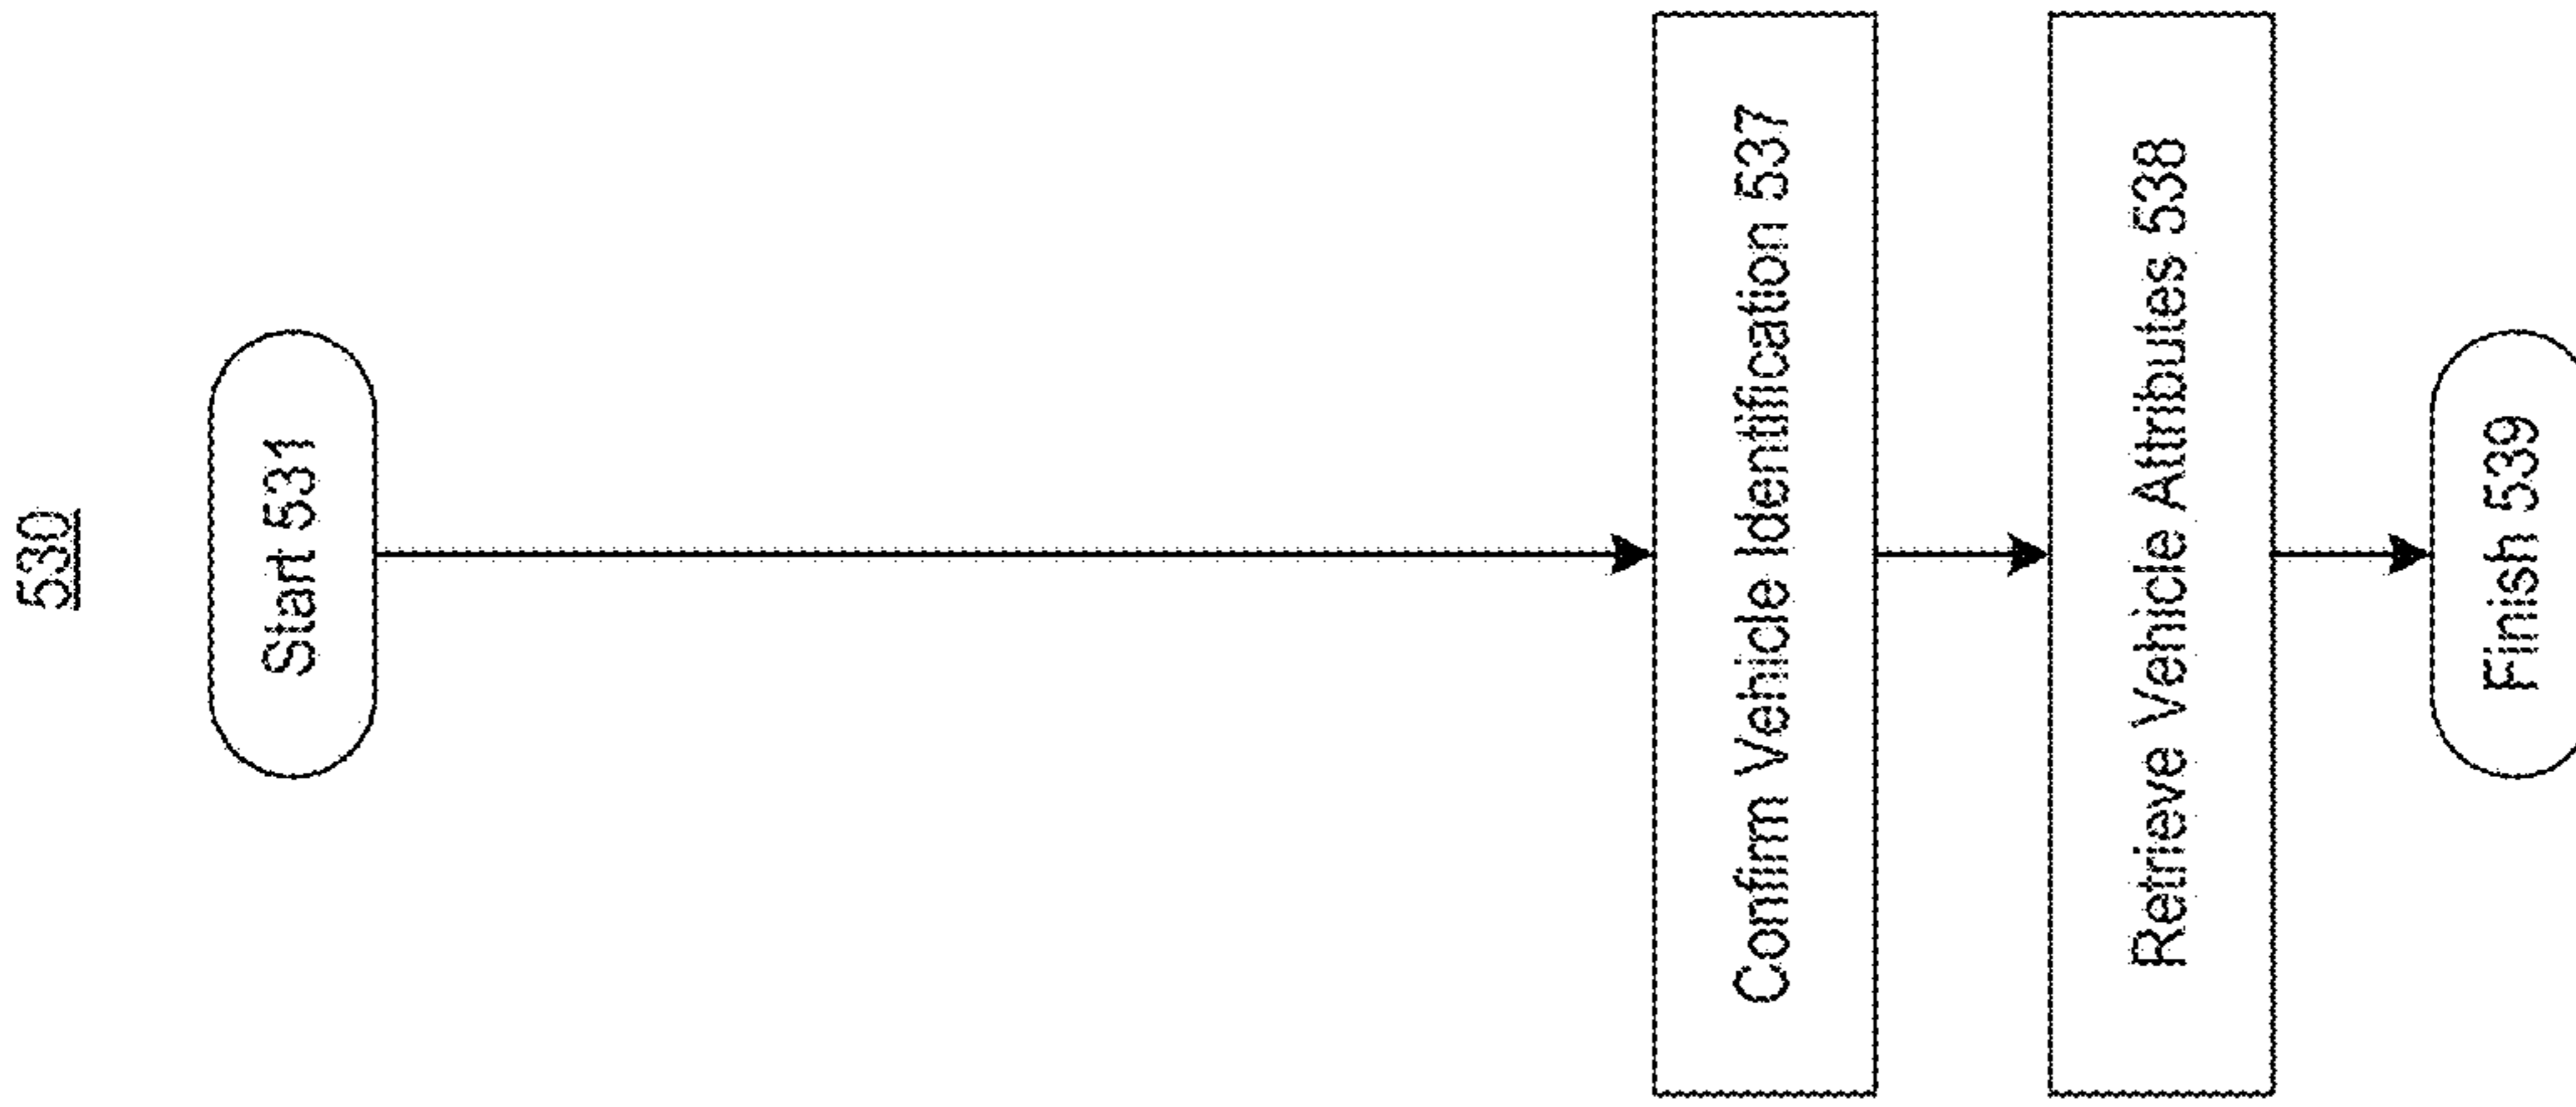 530
Start 531
Confirm Vehicle Identification 537
Retrieve Vehicle Attributes 538
Finish 539